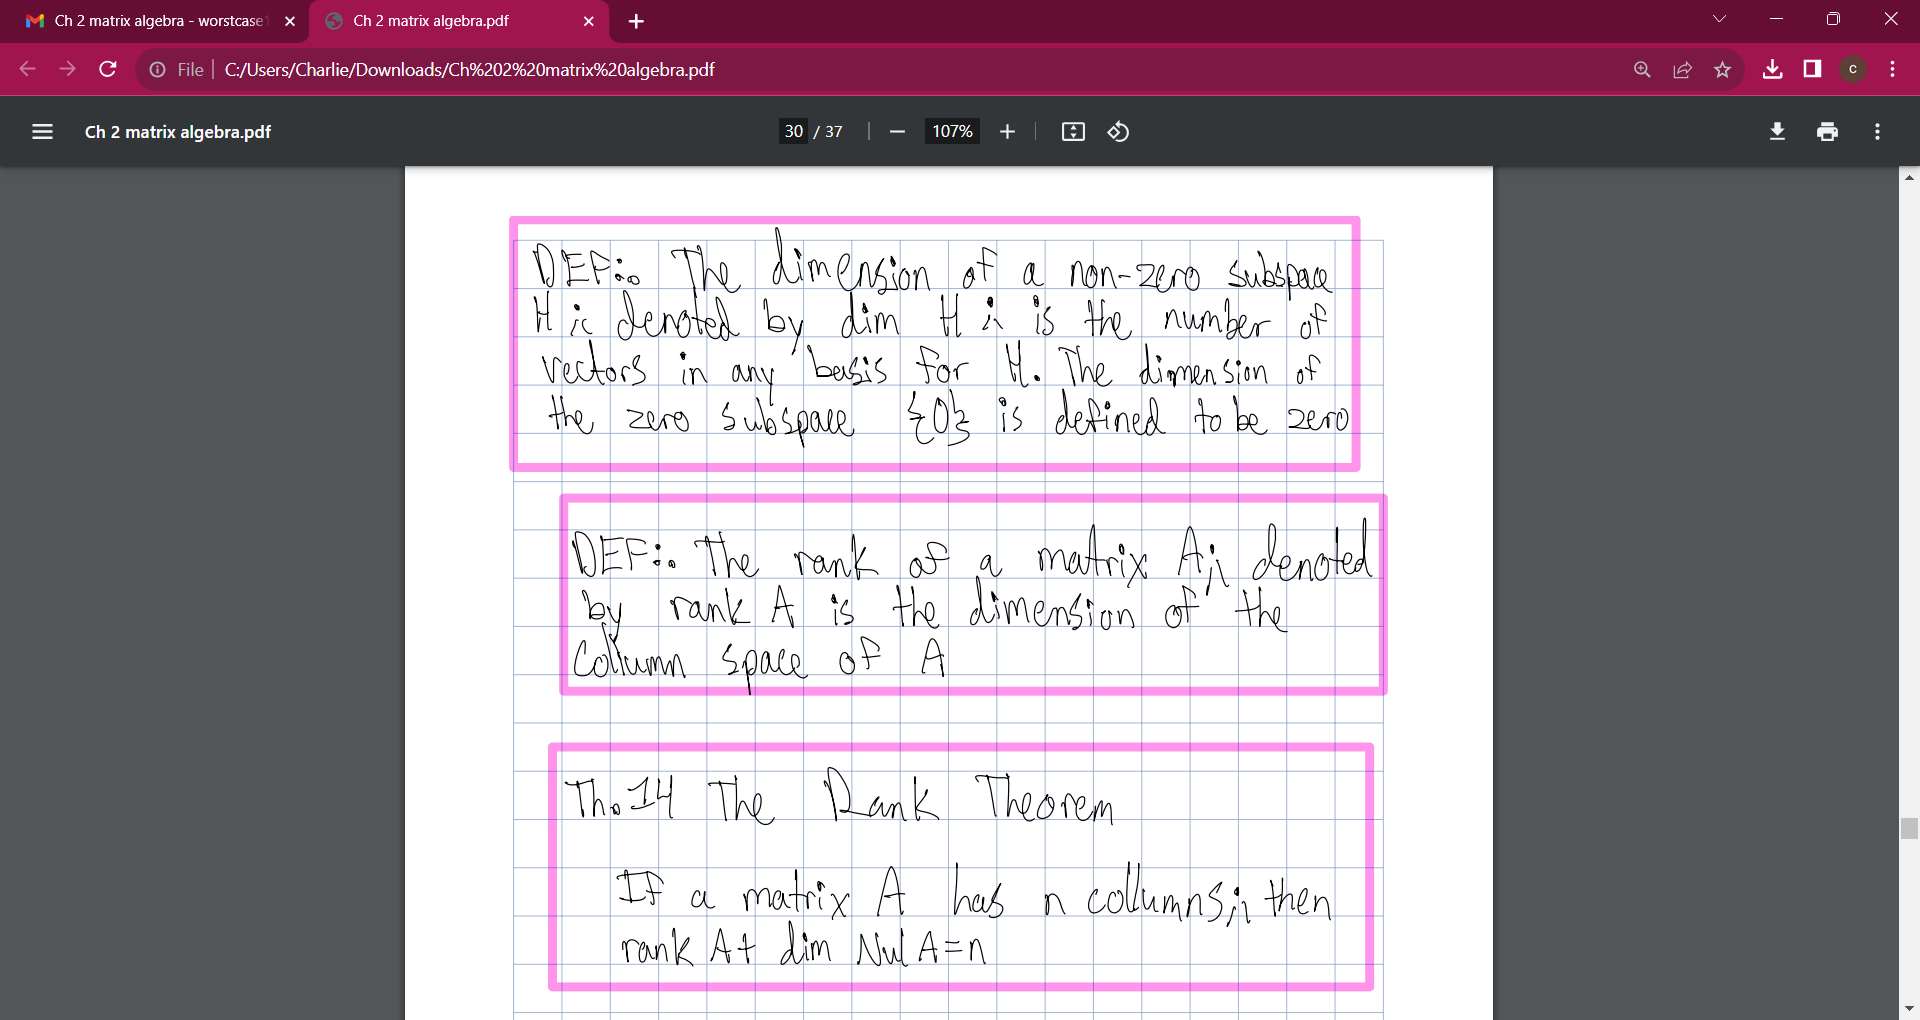 Ch 2 matrix algebra - worstcase
Ch 2 matrix algebra.pdf
File C:/Users/Charlie/Downloads/Ch%202%20matrix%20algebra.pdf
c
Ch 2 matrix algebra.pdf
30 / 37
107%
DEF: The dimension of a non-zero subspace
H is denoted by dim H is the number of
vectors in any basis for H. The dimension of
the zero subspace {0} is defined to be zero
DEF: The rank of a matrix A, denoted
by rank A is the dimension of the
Collumn space of A
Th. 14 The Rank Theorem
If a matrix A has n collumns, then
rank A + dim Nul A = n